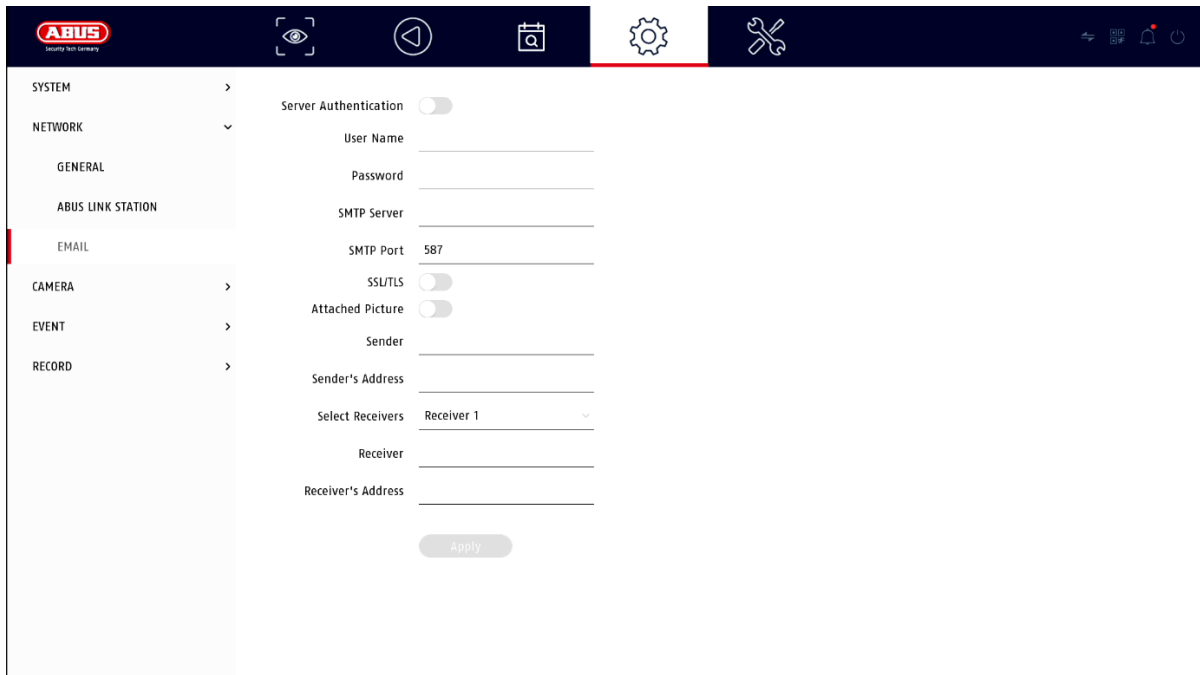 ABUS
Security Tech Germany
SYSTEM
NETWORK
GENERAL
ABUS LINK STATION
EMAIL
CAMERA
EVENT
RECORD
Server Authentication
User Name
Password
SMTP Server
SMTP Port 587
SSL/TLS
Attached Picture
Sender
Sender's Address
Select Receivers Receiver 1
Receiver
Receiver's Address
Apply